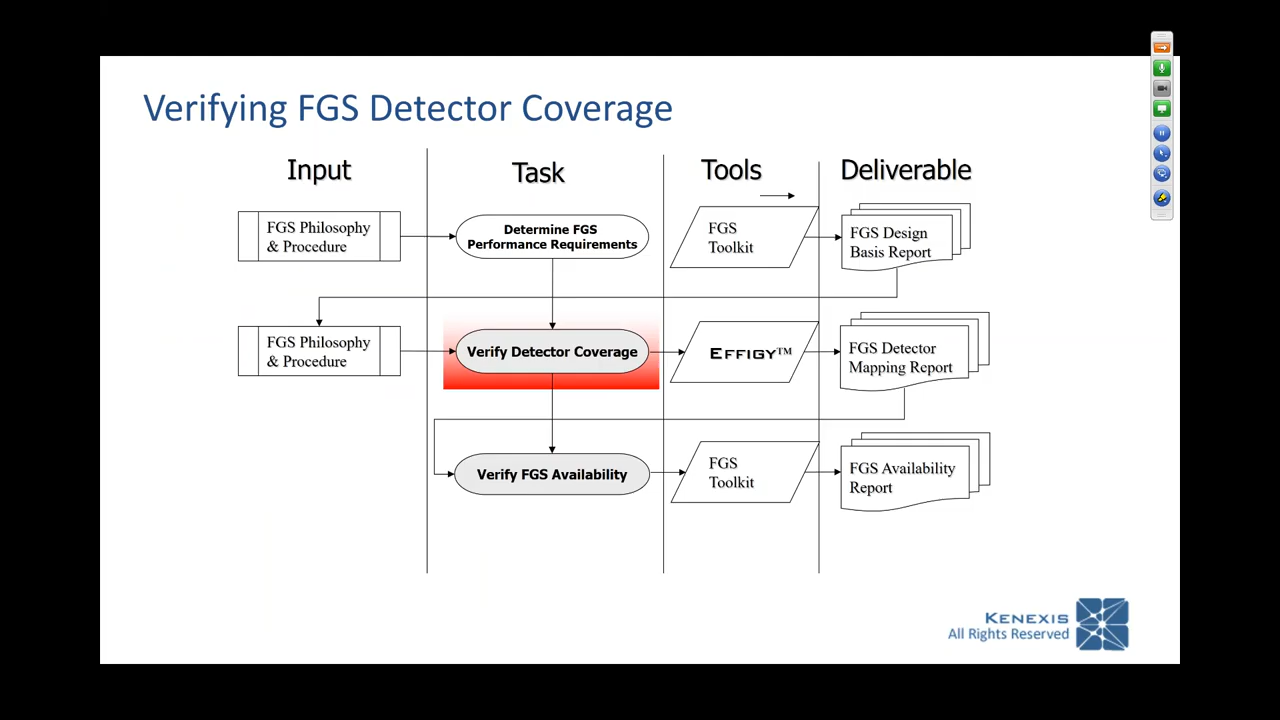 Verifying FGS Detector Coverage
Input
Task
Tools
Deliverable
FGS Philosophy
& Procedure
Determine FGS
Performance Requirements
FGS
Toolkit
FGS Design
Basis Report
FGS Philosophy
& Procedure
Verify Detector Coverage
EFFIGY™
FGS Detector
Mapping Report
Verify FGS Availability
FGS
Toolkit
FGS Availability
Report
KENEXIS
All Rights Reserved